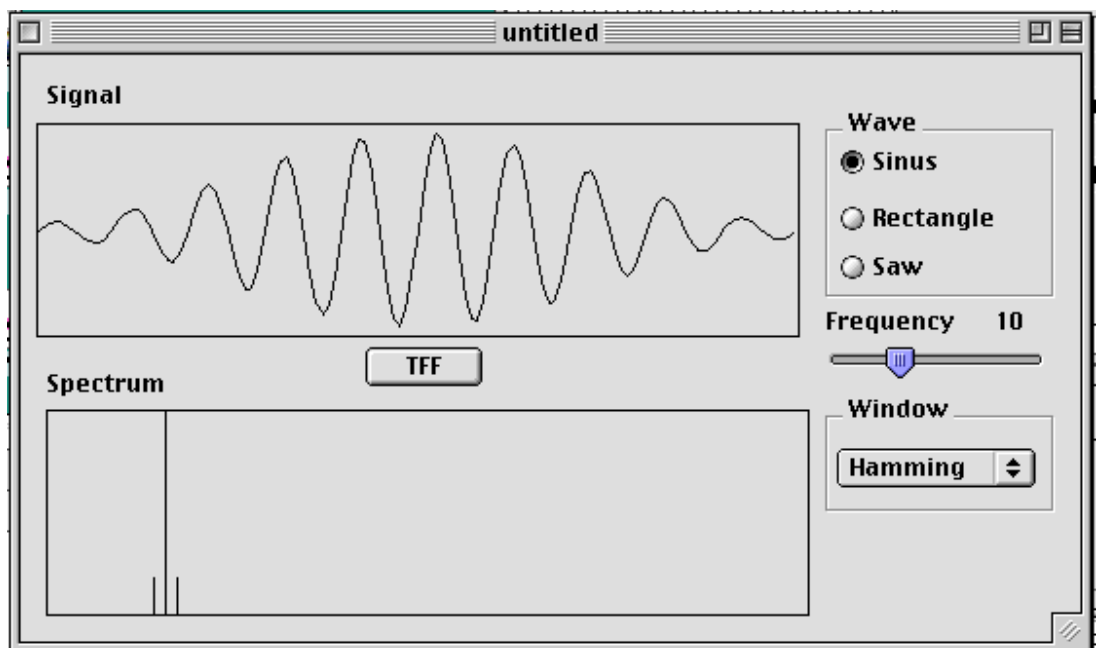 untitled
Signal
Wave
Sinus
Rectangle
Saw
Frequency 10
TFF
Spectrum
Window
Hamming